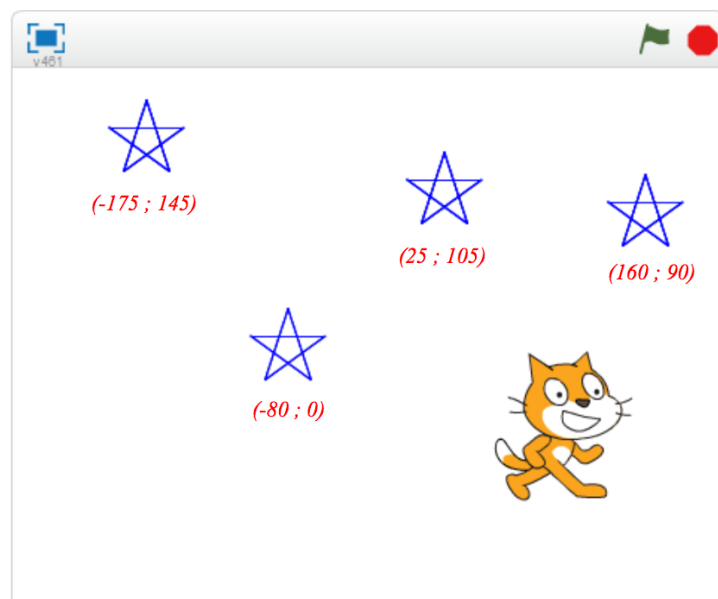 v461
(-175 ; 145)
(25 ; 105)
(160 ; 90)
(-80 ; 0)